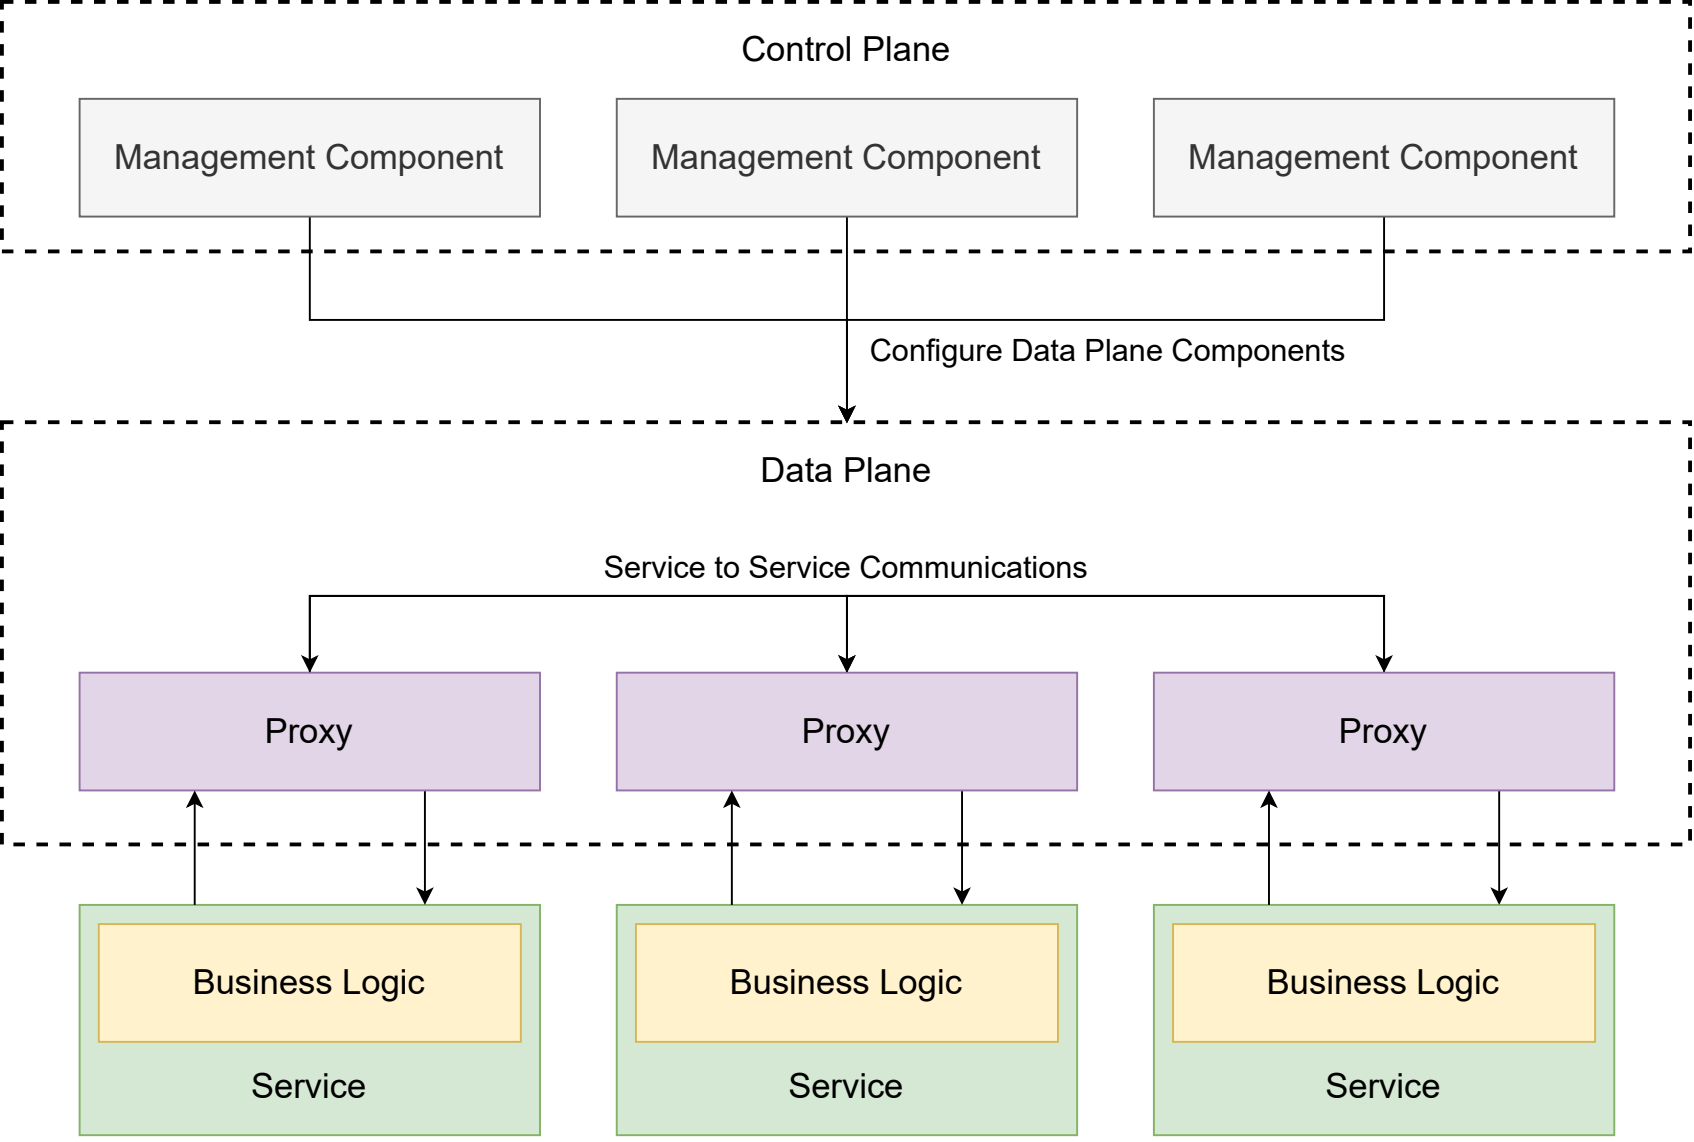 Control Plane
Management Component
Management Component
Management Component
Configure Data Plane Components
Data Plane
Service to Service Communications
Proxy
Proxy
Proxy
Business Logic
Business Logic
Business Logic
Service
Service
Service